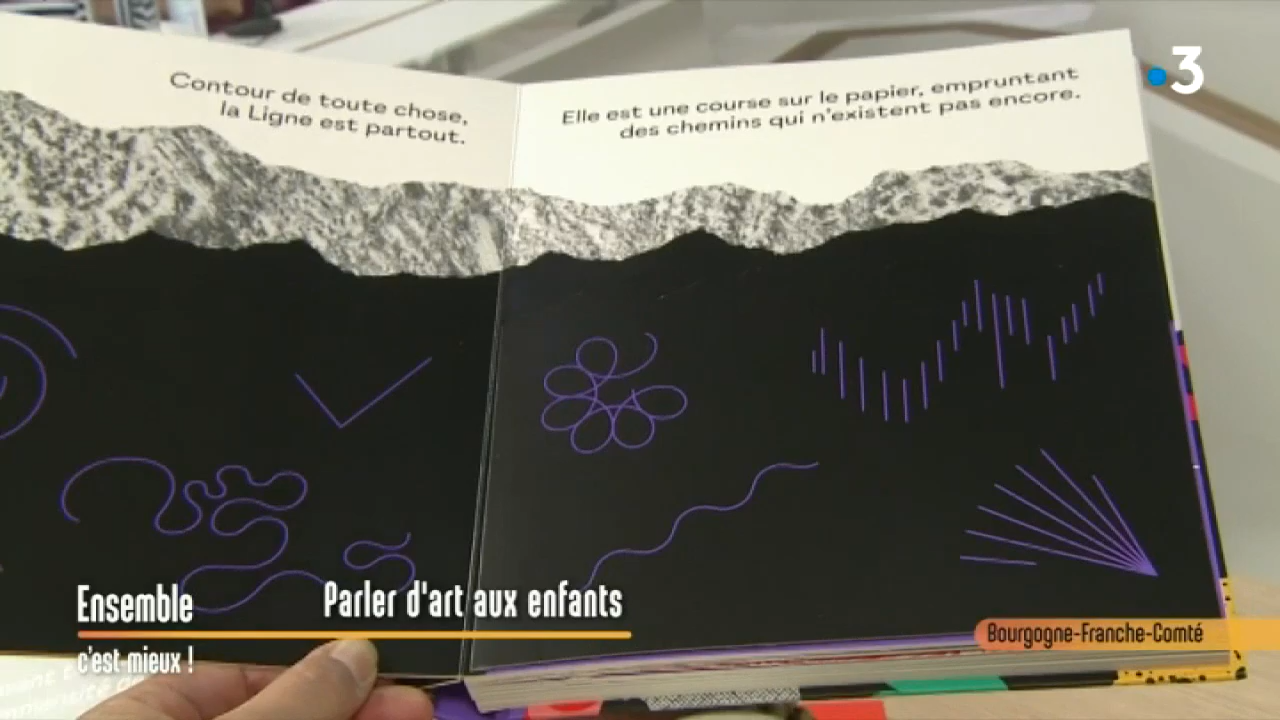 Contour de toute chose,
la Ligne est partout.
Elle est une course sur le papier, empruntant
des chemins qui n'existent pas encore.
3
Ensemble
c'est mieux !
Parler d'art aux enfants
Bourgogne-Franche-Comté